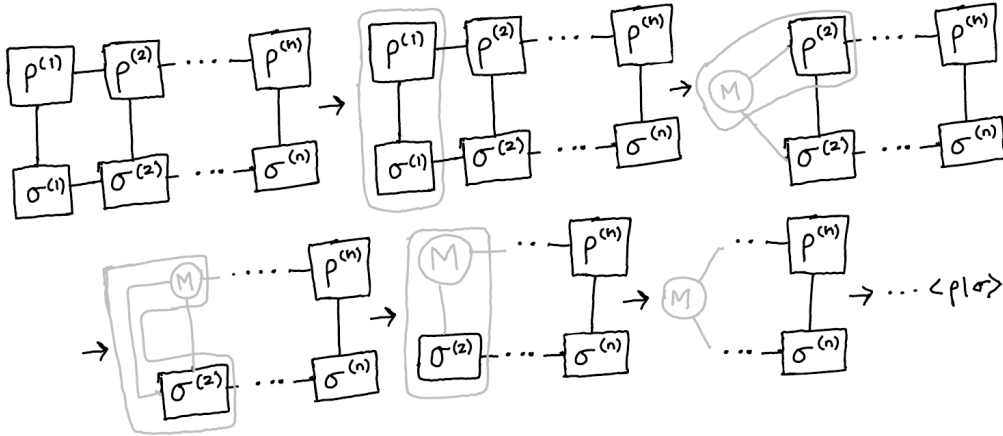 ρ⁽¹⁾ ρ⁽²⁾ ... ρ⁽ⁿ⁾ → ρ⁽¹⁾ ρ⁽²⁾ ... ρ⁽ⁿ⁾ → M ρ⁽²⁾ ... ρ⁽ⁿ⁾
σ⁽¹⁾ σ⁽²⁾ ... σ⁽ⁿ⁾ σ⁽¹⁾ σ⁽²⁾ ... σ⁽ⁿ⁾ σ⁽²⁾ ... σ⁽ⁿ⁾
→ M .... ρ⁽ⁿ⁾ → M ... ρ⁽ⁿ⁾ → M ... ρ⁽ⁿ⁾ → ... <ρ|σ>
σ⁽²⁾ ... σ⁽ⁿ⁾ σ⁽²⁾ ... σ⁽ⁿ⁾ ... σ⁽ⁿ⁾